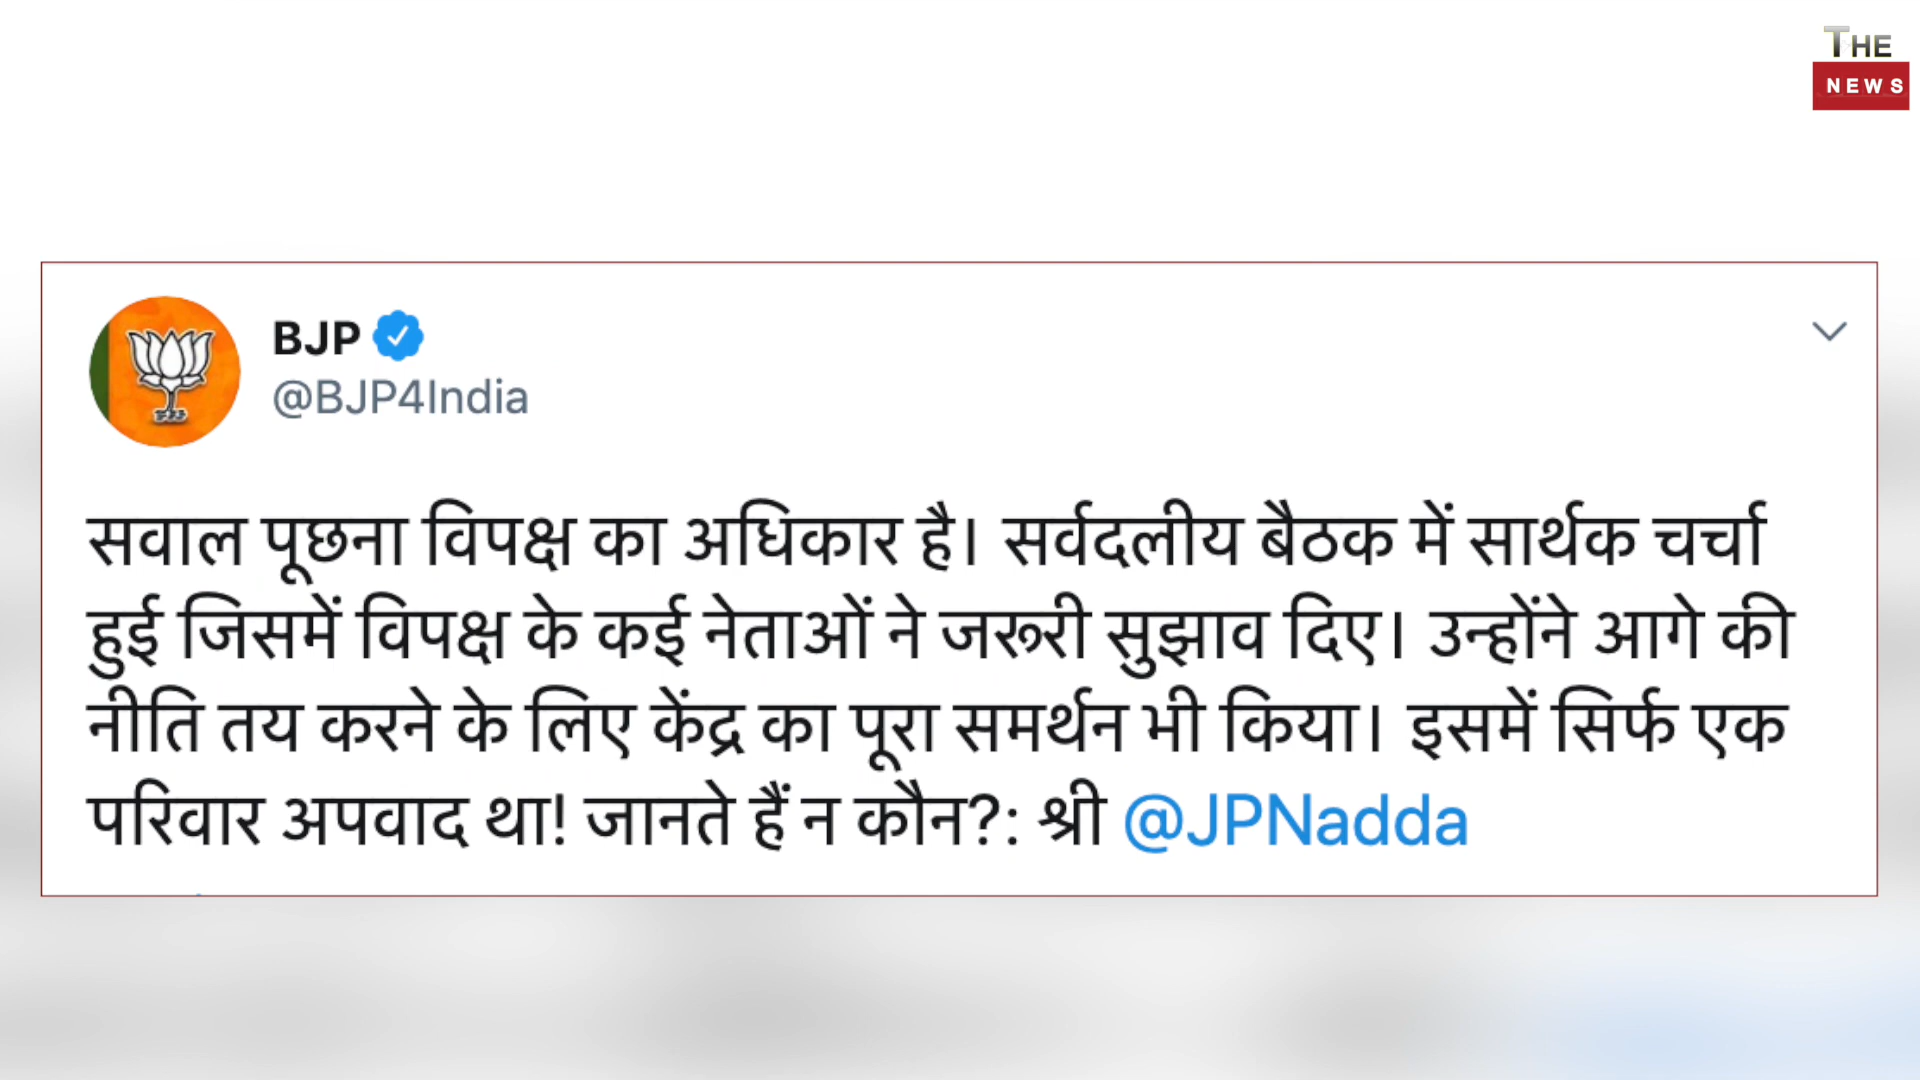 THE
NEWS
BJP
@BJP4India
सवाल पूछना विपक्ष का अधिकार है। सर्वदलीय बैठक में सार्थक चर्चा
हुई जिसमें विपक्ष के कई नेताओं ने जरूरी सुझाव दिए। उन्होंने आगे की
नीति तय करने के लिए केंद्र का पूरा समर्थन भी किया। इसमें सिर्फ एक
परिवार अपवाद था! जानते हैं न कौन?: श्री @JPNadda